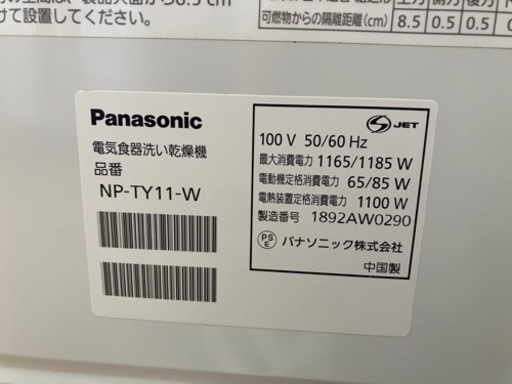 けて設置してください。
可燃物からの隔離距離(cm) 8.5 0.5 0.5
Panasonic
電気食器洗い乾燥機
品番
NP-TY11-W
S JET
100 V 50/60 Hz
最大消費電力 1165/1185 W
電動機定格消費電力 65/85 W
電熱装置定格消費電力 1100 W
製造番号 1892AW0290
PSE パナソニック株式会社
中国製